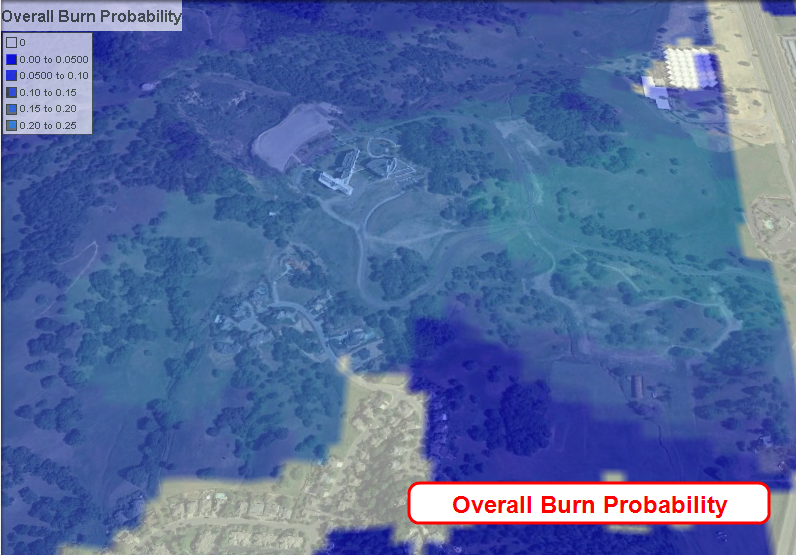 Overall Burn Probability
0
0.00 to 0.0500
0.0500 to 0.10
0.10 to 0.15
0.15 to 0.20
0.20 to 0.25
Overall Burn Probability